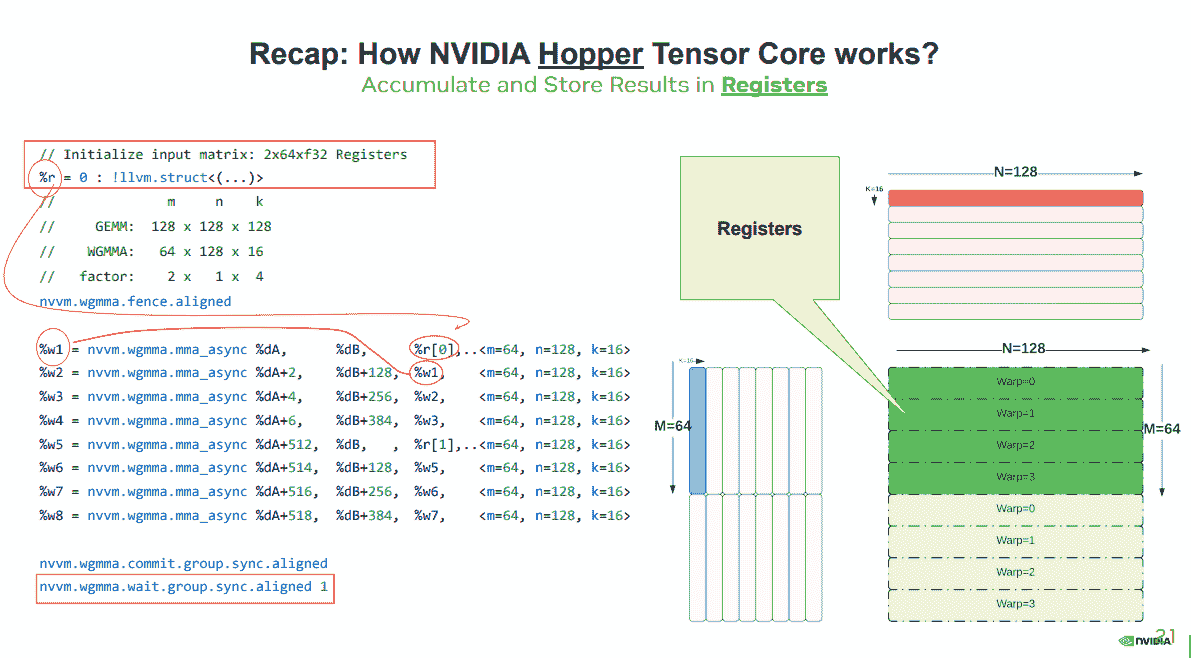 Recap: How NVIDIA Hopper Tensor Core works?
Accumulate and Store Results in Registers
// Initialize input matrix: 2x64xf32 Registers
%r = 0 : !llvm.struct<(...)>
// m n k
// GEMM: 128 x 128 x 128
// WGMMA: 64 x 128 x 16
// factor: 2 x 1 x 4
nvvm.wgmma.fence.aligned
%w1 = nvvm.wgmma.mma_async %dA, %dB, %r[0],..<m=64, n=128, k=16>
%w2 = nvvm.wgmma.mma_async %dA+2, %dB+128, %w1, <m=64, n=128, k=16>
%w3 = nvvm.wgmma.mma_async %dA+4, %dB+256, %w2, <m=64, n=128, k=16>
%w4 = nvvm.wgmma.mma_async %dA+6, %dB+384, %w3, <m=64, n=128, k=16>
%w5 = nvvm.wgmma.mma_async %dA+512, %dB, , %r[1],..<m=64, n=128, k=16>
%w6 = nvvm.wgmma.mma_async %dA+514, %dB+128, %w5, <m=64, n=128, k=16>
%w7 = nvvm.wgmma.mma_async %dA+516, %dB+256, %w6, <m=64, n=128, k=16>
%w8 = nvvm.wgmma.mma_async %dA+518, %dB+384, %w7, <m=64, n=128, k=16>
nvvm.wgmma.commit.group.sync.aligned
nvvm.wgmma.wait.group.sync.aligned 1
Registers
N=128
K=16
K=16
M=64
N=128
Warp=0
Warp=1
Warp=2
Warp=3
M=64
Warp=0
Warp=1
Warp=2
Warp=3
NVIDIA
21